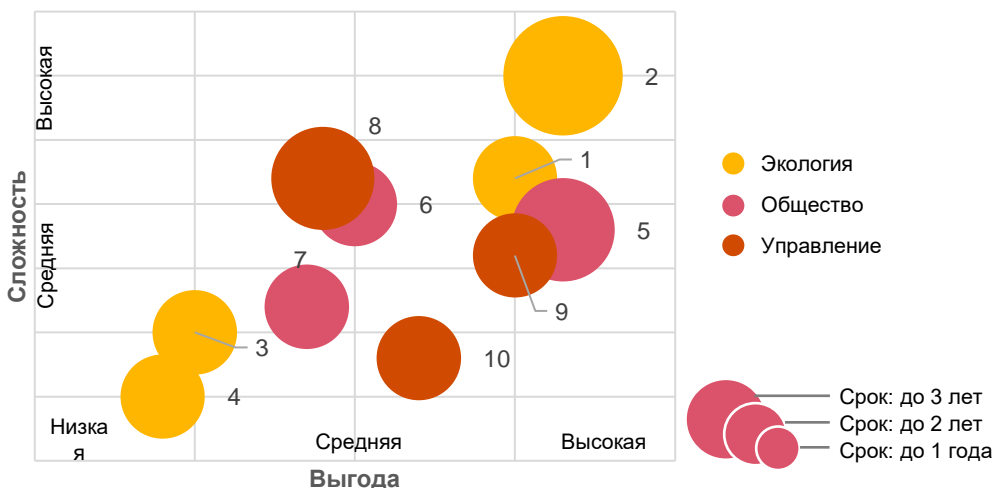 Сложность
Высокая
Средняя
Низка
я
Средняя
Высокая
Выгода
2
8
1
6
5
7
9
3
10
4
Экология
Общество
Управление
Срок: до 3 лет
Срок: до 2 лет
Срок: до 1 года